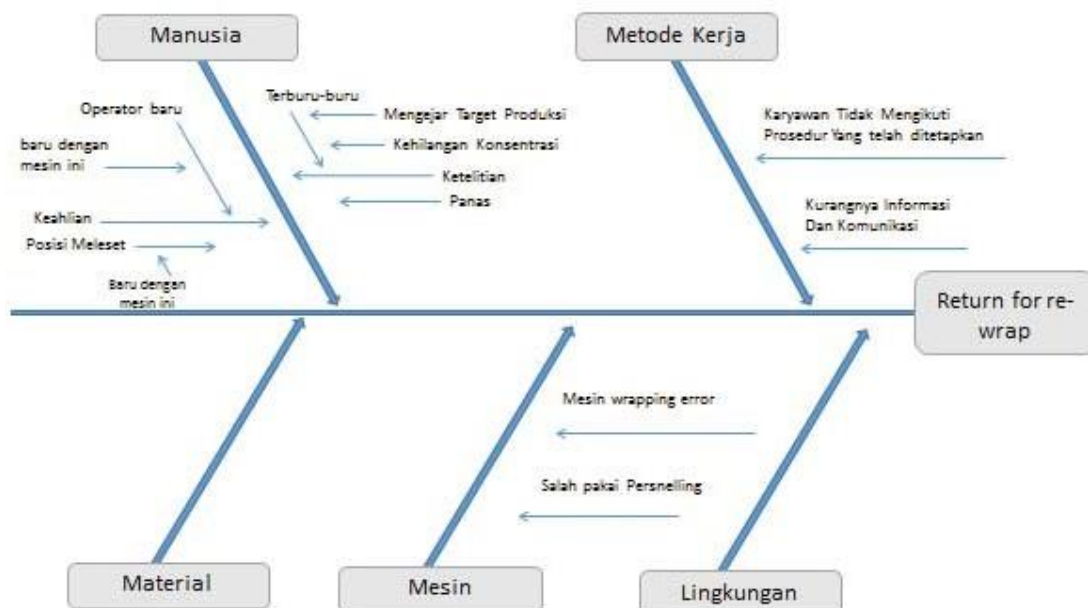 Manusia
Metode Kerja
Terburu-buru
Operator baru
Mengejar Target Produksi
Karyawan Tidak Mengikuti
Prosedur Yang telah ditetapkan
baru dengan
mesin ini
Kehilangan Konsentrasi
Ketelitian
Panas
Keahlian
Kurangnya Informasi
Dan Komunikasi
Posisi Meleset
Baru dengan
mesin ini
Return for re-
wrap
Mesin wrapping error
Salah pakai Persnelling
Material
Mesin
Lingkungan